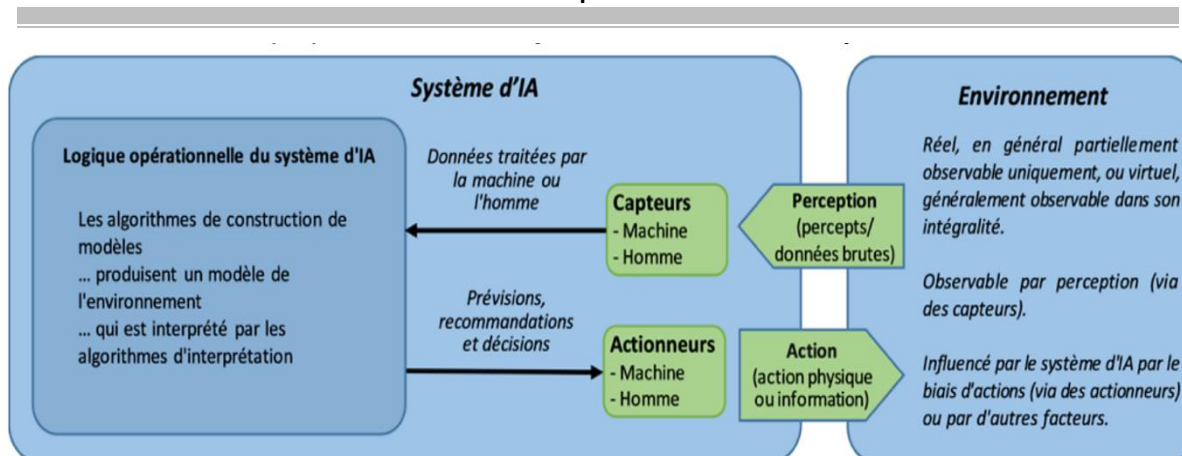 Système d'IA
Logique opérationnelle du système d'IA
Les algorithmes de construction de
modèles
... produisent un modèle de
l'environnement
... qui est interprété par les
algorithmes d'interprétation
Données traitées par
la machine ou
l'homme
Prévisions,
recommandations
et décisions
Capteurs
- Machine
- Homme
Actionneurs
- Machine
- Homme
Perception
(percepts/
données brutes)
Action
(action physique
ou information)
Environnement
Réel, en général partiellement
observable uniquement, ou virtuel,
généralement observable dans son
intégralité.
Observable par perception (via
des capteurs).
Influencé par le système d'IA par le
biais d'actions (via des actionneurs)
ou par d'autres facteurs.